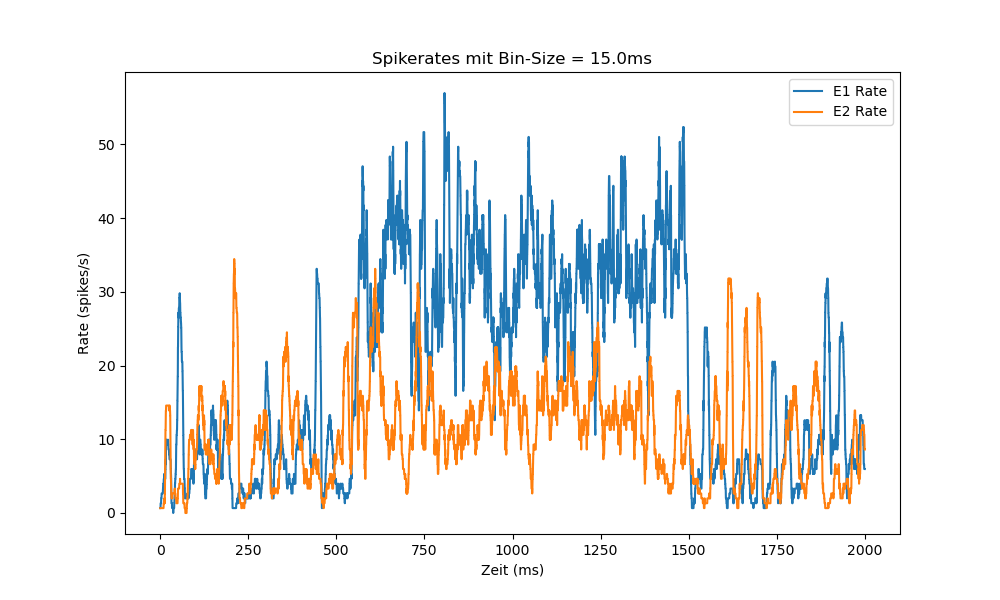 Spikerates mit Bin-Size = 15.0ms
E1 Rate
E2 Rate
Rate (spikes/s)
50
40
30
20
10
0
0 250 500 750 1000 1250 1500 1750 2000
Zeit (ms)